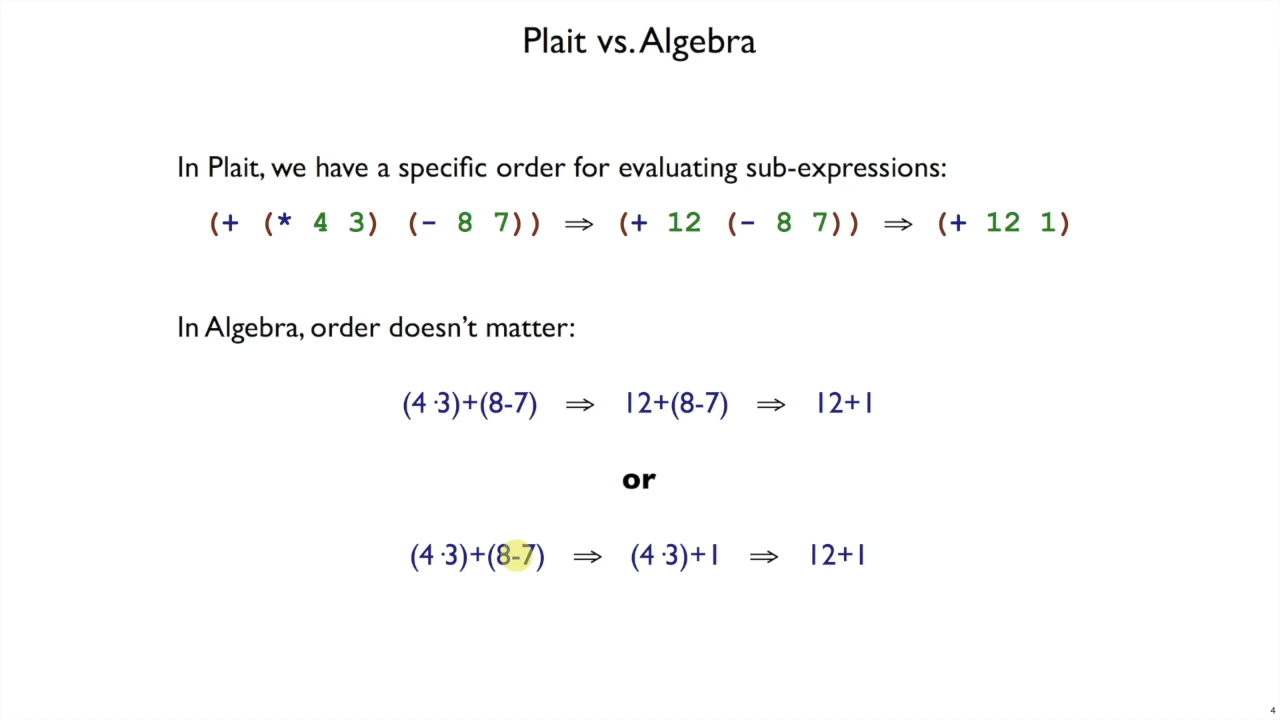 Plait vs. Algebra
In Plait, we have a specific order for evaluating sub-expressions:
(+ (* 4 3) (- 8 7)) ⇒ (+ 12 (- 8 7)) ⇒ (+ 12 1)
In Algebra, order doesn’t matter:
(4·3)+(8-7) ⇒ 12+(8-7) ⇒ 12+1
or
(4·3)+(8-7) ⇒ (4·3)+1 ⇒ 12+1
4